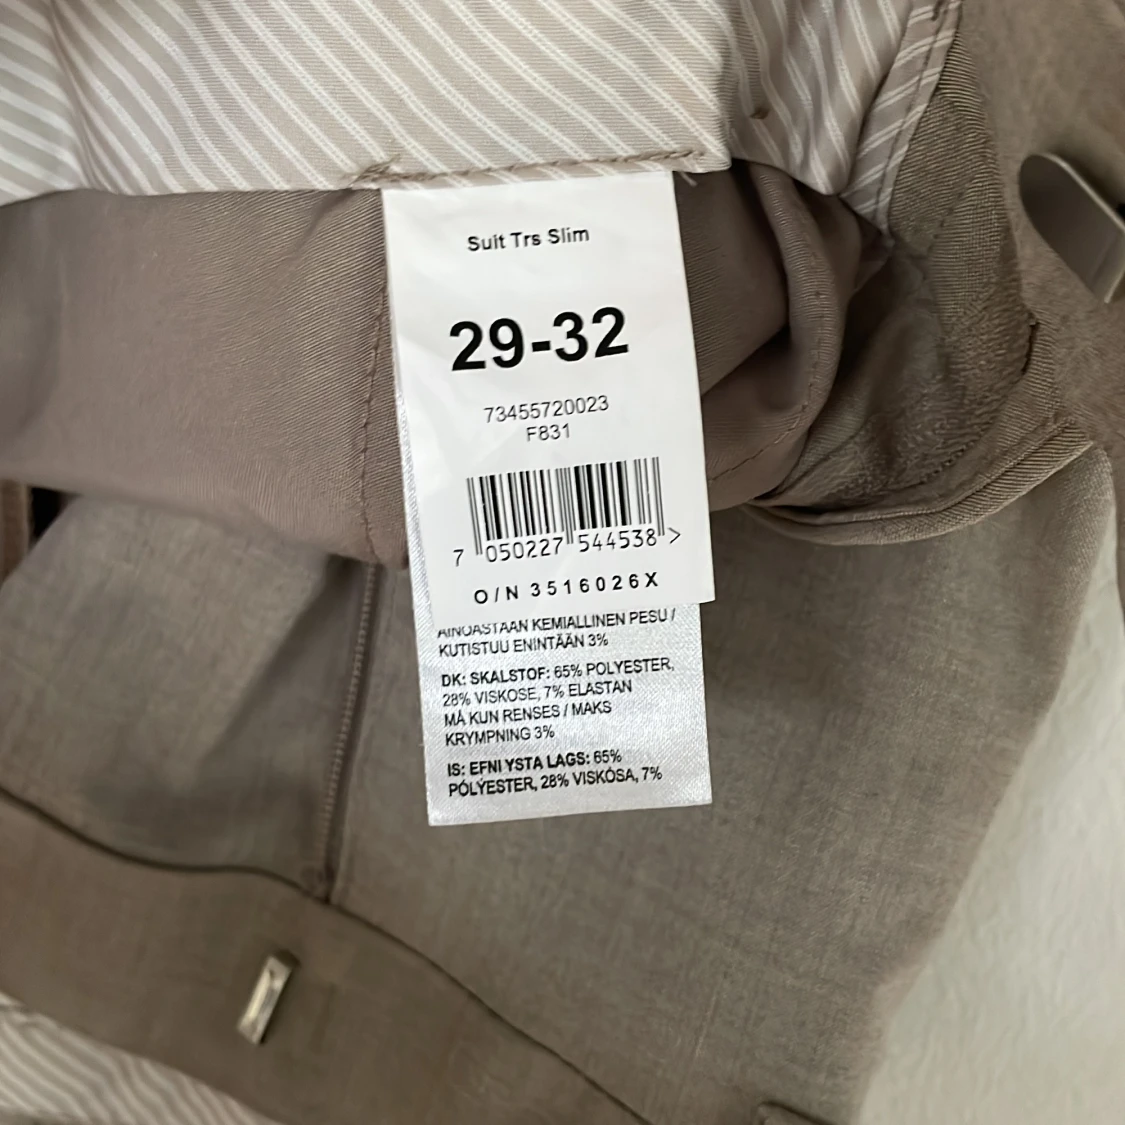 Suit Trs Slim
29-32
73455720023
F831
7 050227 544538 >
O/N 3516026X
AINOASTAAN KEMIALLINEN PESU /
KUTISTUU ENINTÄÄN 3%
DK: SKALSTOF: 65% POLYESTER,
28% VISKOSE, 7% ELASTAN
MÅ KUN RENSES / MAKS
KRYMPNING 3%
IS: EFNI YSTA LAGS: 65%
PÓLÝESTER, 28% VISKÓSA, 7%